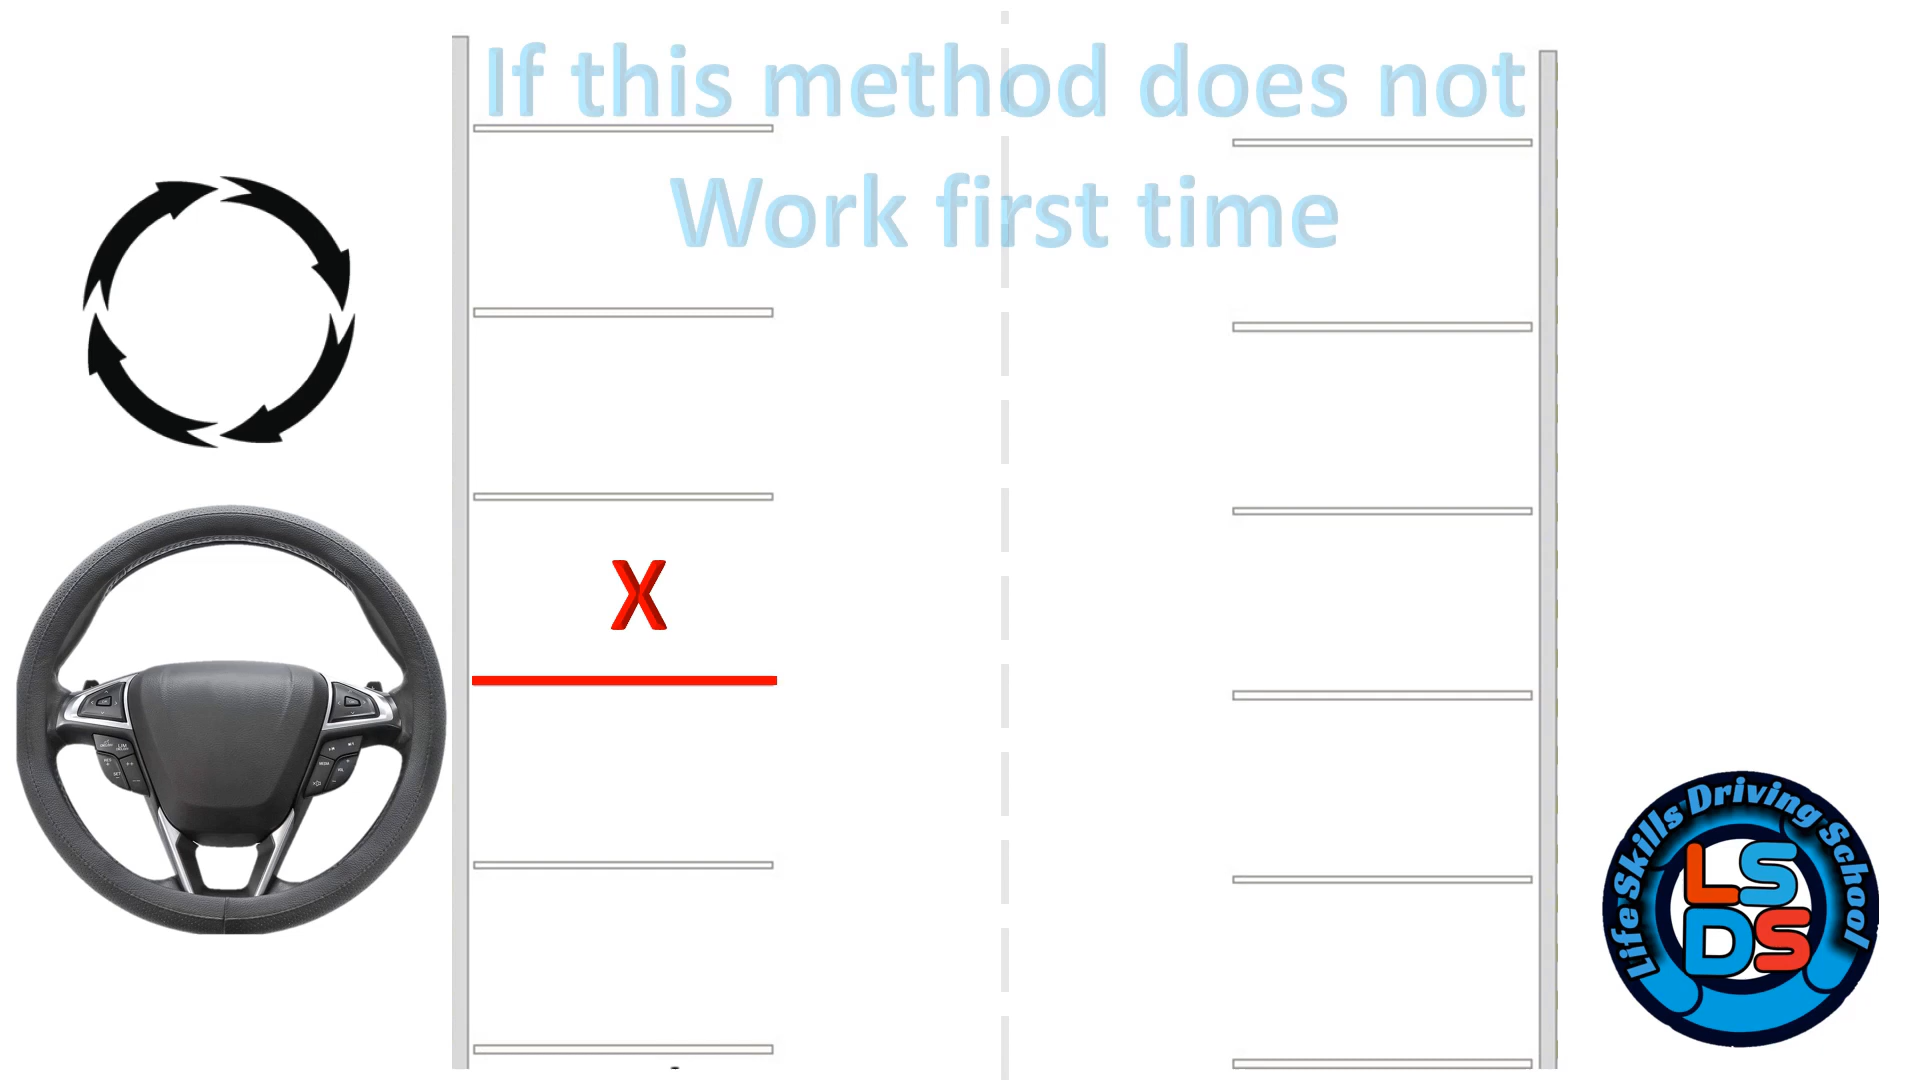 If this method does not
Work first time
X
Life Skills Driving School
LS
DS